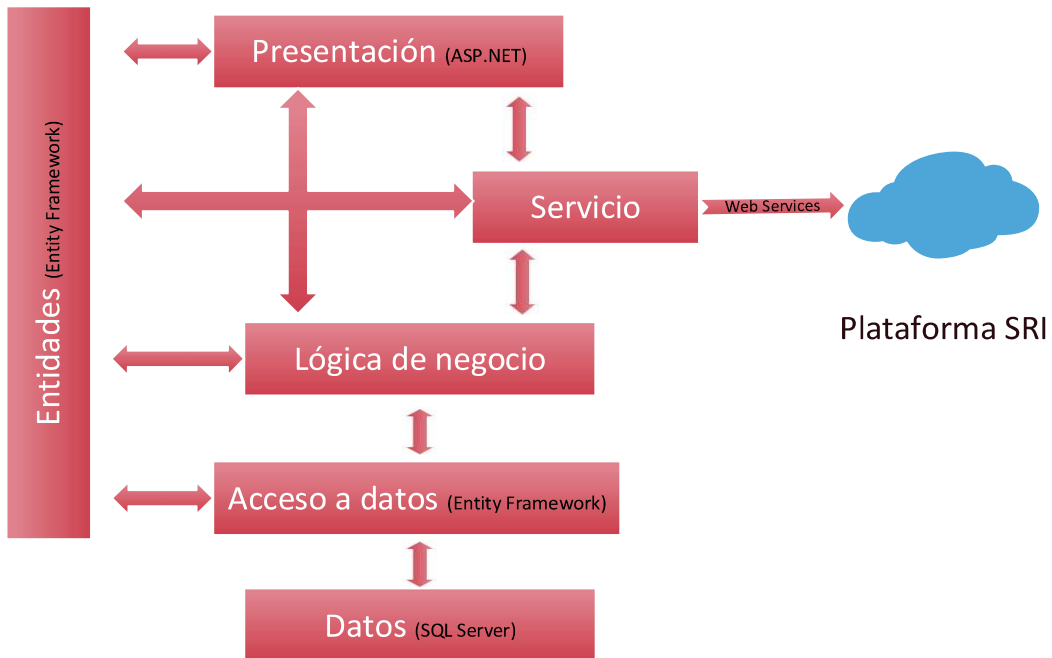 Presentación (ASP.NET)
Entidades (Entity Framework)
Servicio
Web Services
Plataforma SRI
Lógica de negocio
Acceso a datos (Entity Framework)
Datos (SQL Server)